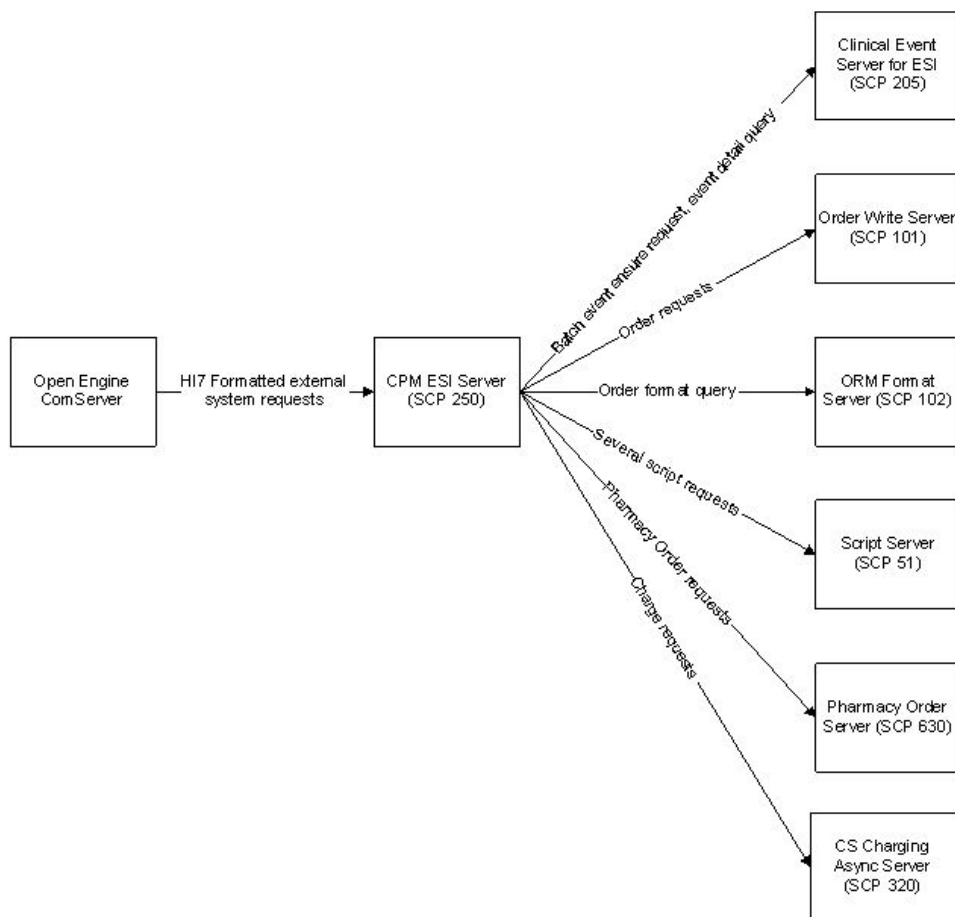 Clinical Event
Server for ESI
(SCP 205)
Batch event ensure request, event detail query
Order Write Server
(SCP 101)
Order requests
Open Engine
ComServer
HI7 Formatted external
system requests
CPM ESI Server
(SCP 250)
Order format query
ORM Format
Server (SCP 102)
Several script requests
Script Server
(SCP 51)
Pharmacy Order requests
Pharmacy Order
Server (SCP 630)
Charge requests
CS Charging
Async Server
(SCP 320)